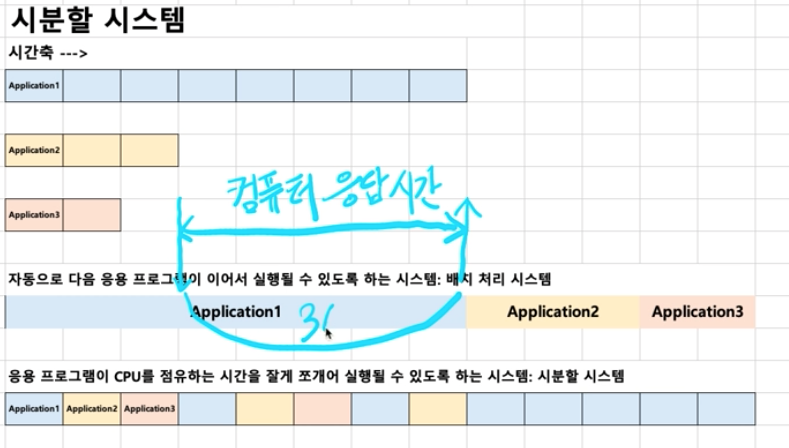 시분할 시스템
시간축 --->
Application1
Application2
컴퓨터 응답시간
Application3
자동으로 다음 응용 프로그램이 이어서 실행될 수 있도록 하는 시스템: 배치 처리 시스템
Application1 Application2 Application3
응용 프로그램이 CPU를 점유하는 시간을 잘게 쪼개어 실행될 수 있도록 하는 시스템: 시분할 시스템
Application1 Application2 Application3